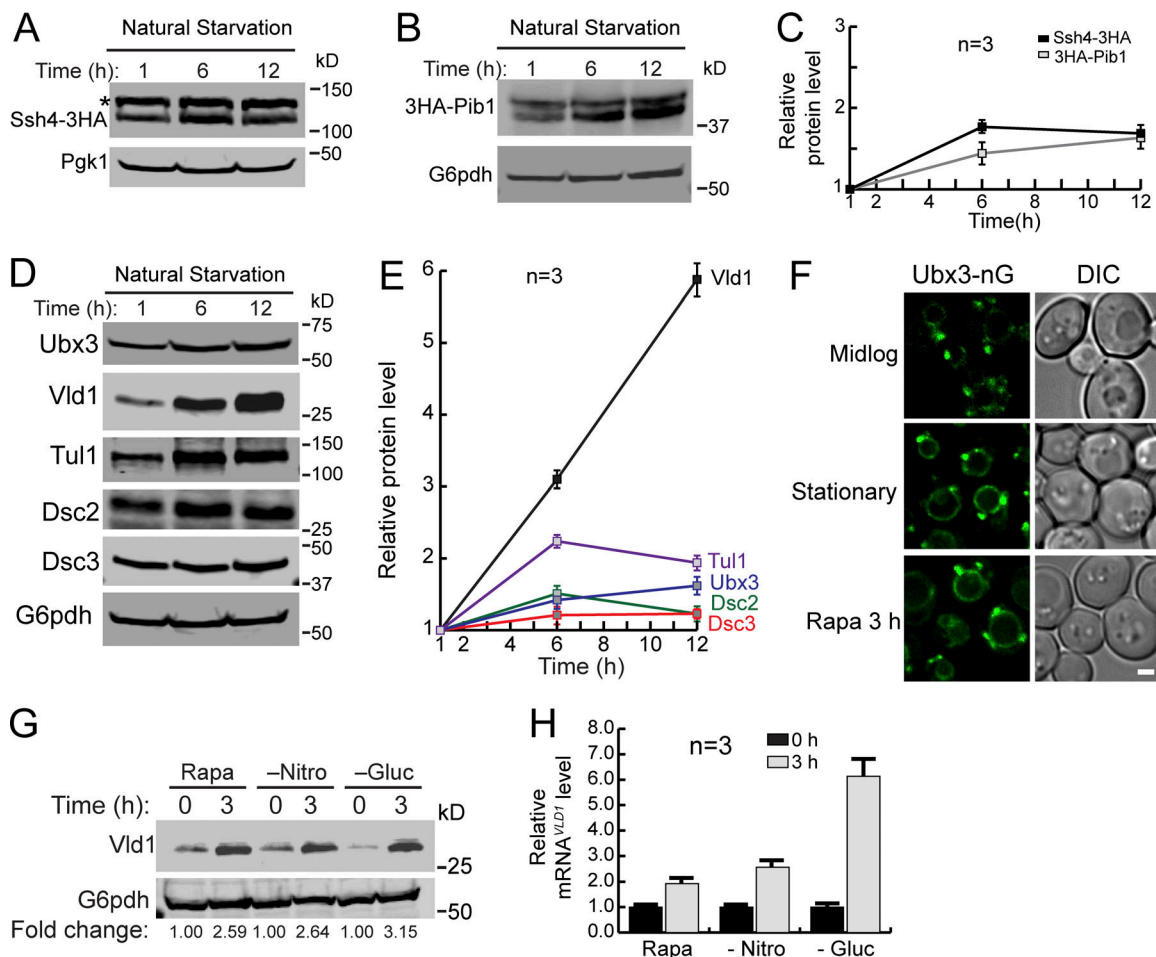 A
Natural Starvation
Time (h): 1 6 12
kD
*
Ssh4-3HA
Pgk1
-150
-100
-50
B
Natural Starvation
Time (h): 1 6 12
kD
3HA-Pib1
G6pdh
-37
-50
C
n=3
Ssh4-3HA
3HA-Pib1
Relative
protein level
3
2
1
1 2 4 6 8 10 12
Time(h)
D
Natural Starvation
Time (h): 1 6 12
kD
Ubx3
Vld1
Tul1
Dsc2
Dsc3
G6pdh
-75
-50
-25
-150
-100
-25
-50
-37
-50
E
n=3
Relative protein level
6
5
4
3
2
1
Vld1
Tul1
Ubx3
Dsc2
Dsc3
1 2 4 6 8 10 12
Time (h)
F
Ubx3-nG DIC
Midlog
Stationary
Rapa 3 h
G
Rapa –Nitro –Gluc
Time (h): 0 3 0 3 0 3
kD
Vld1
-25
G6pdh
-50
Fold change: 1.00 2.59 1.00 2.64 1.00 3.15
H
n=3
0 h
3 h
Relative
mRNA^VLD1 level
8.0
7.0
6.0
5.0
4.0
3.0
2.0
1.0
0.0
Rapa - Nitro - Gluc